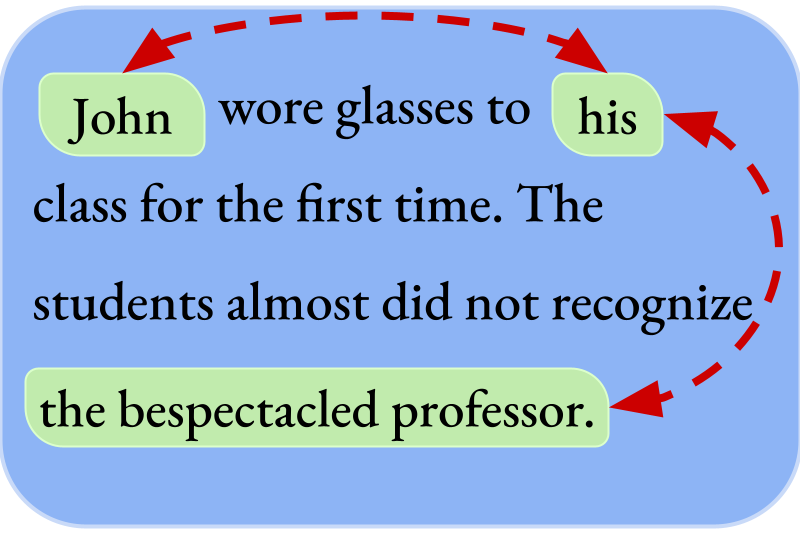 John wore glasses to his
class for the first time. The
students almost did not recognize
the bespectacled professor.